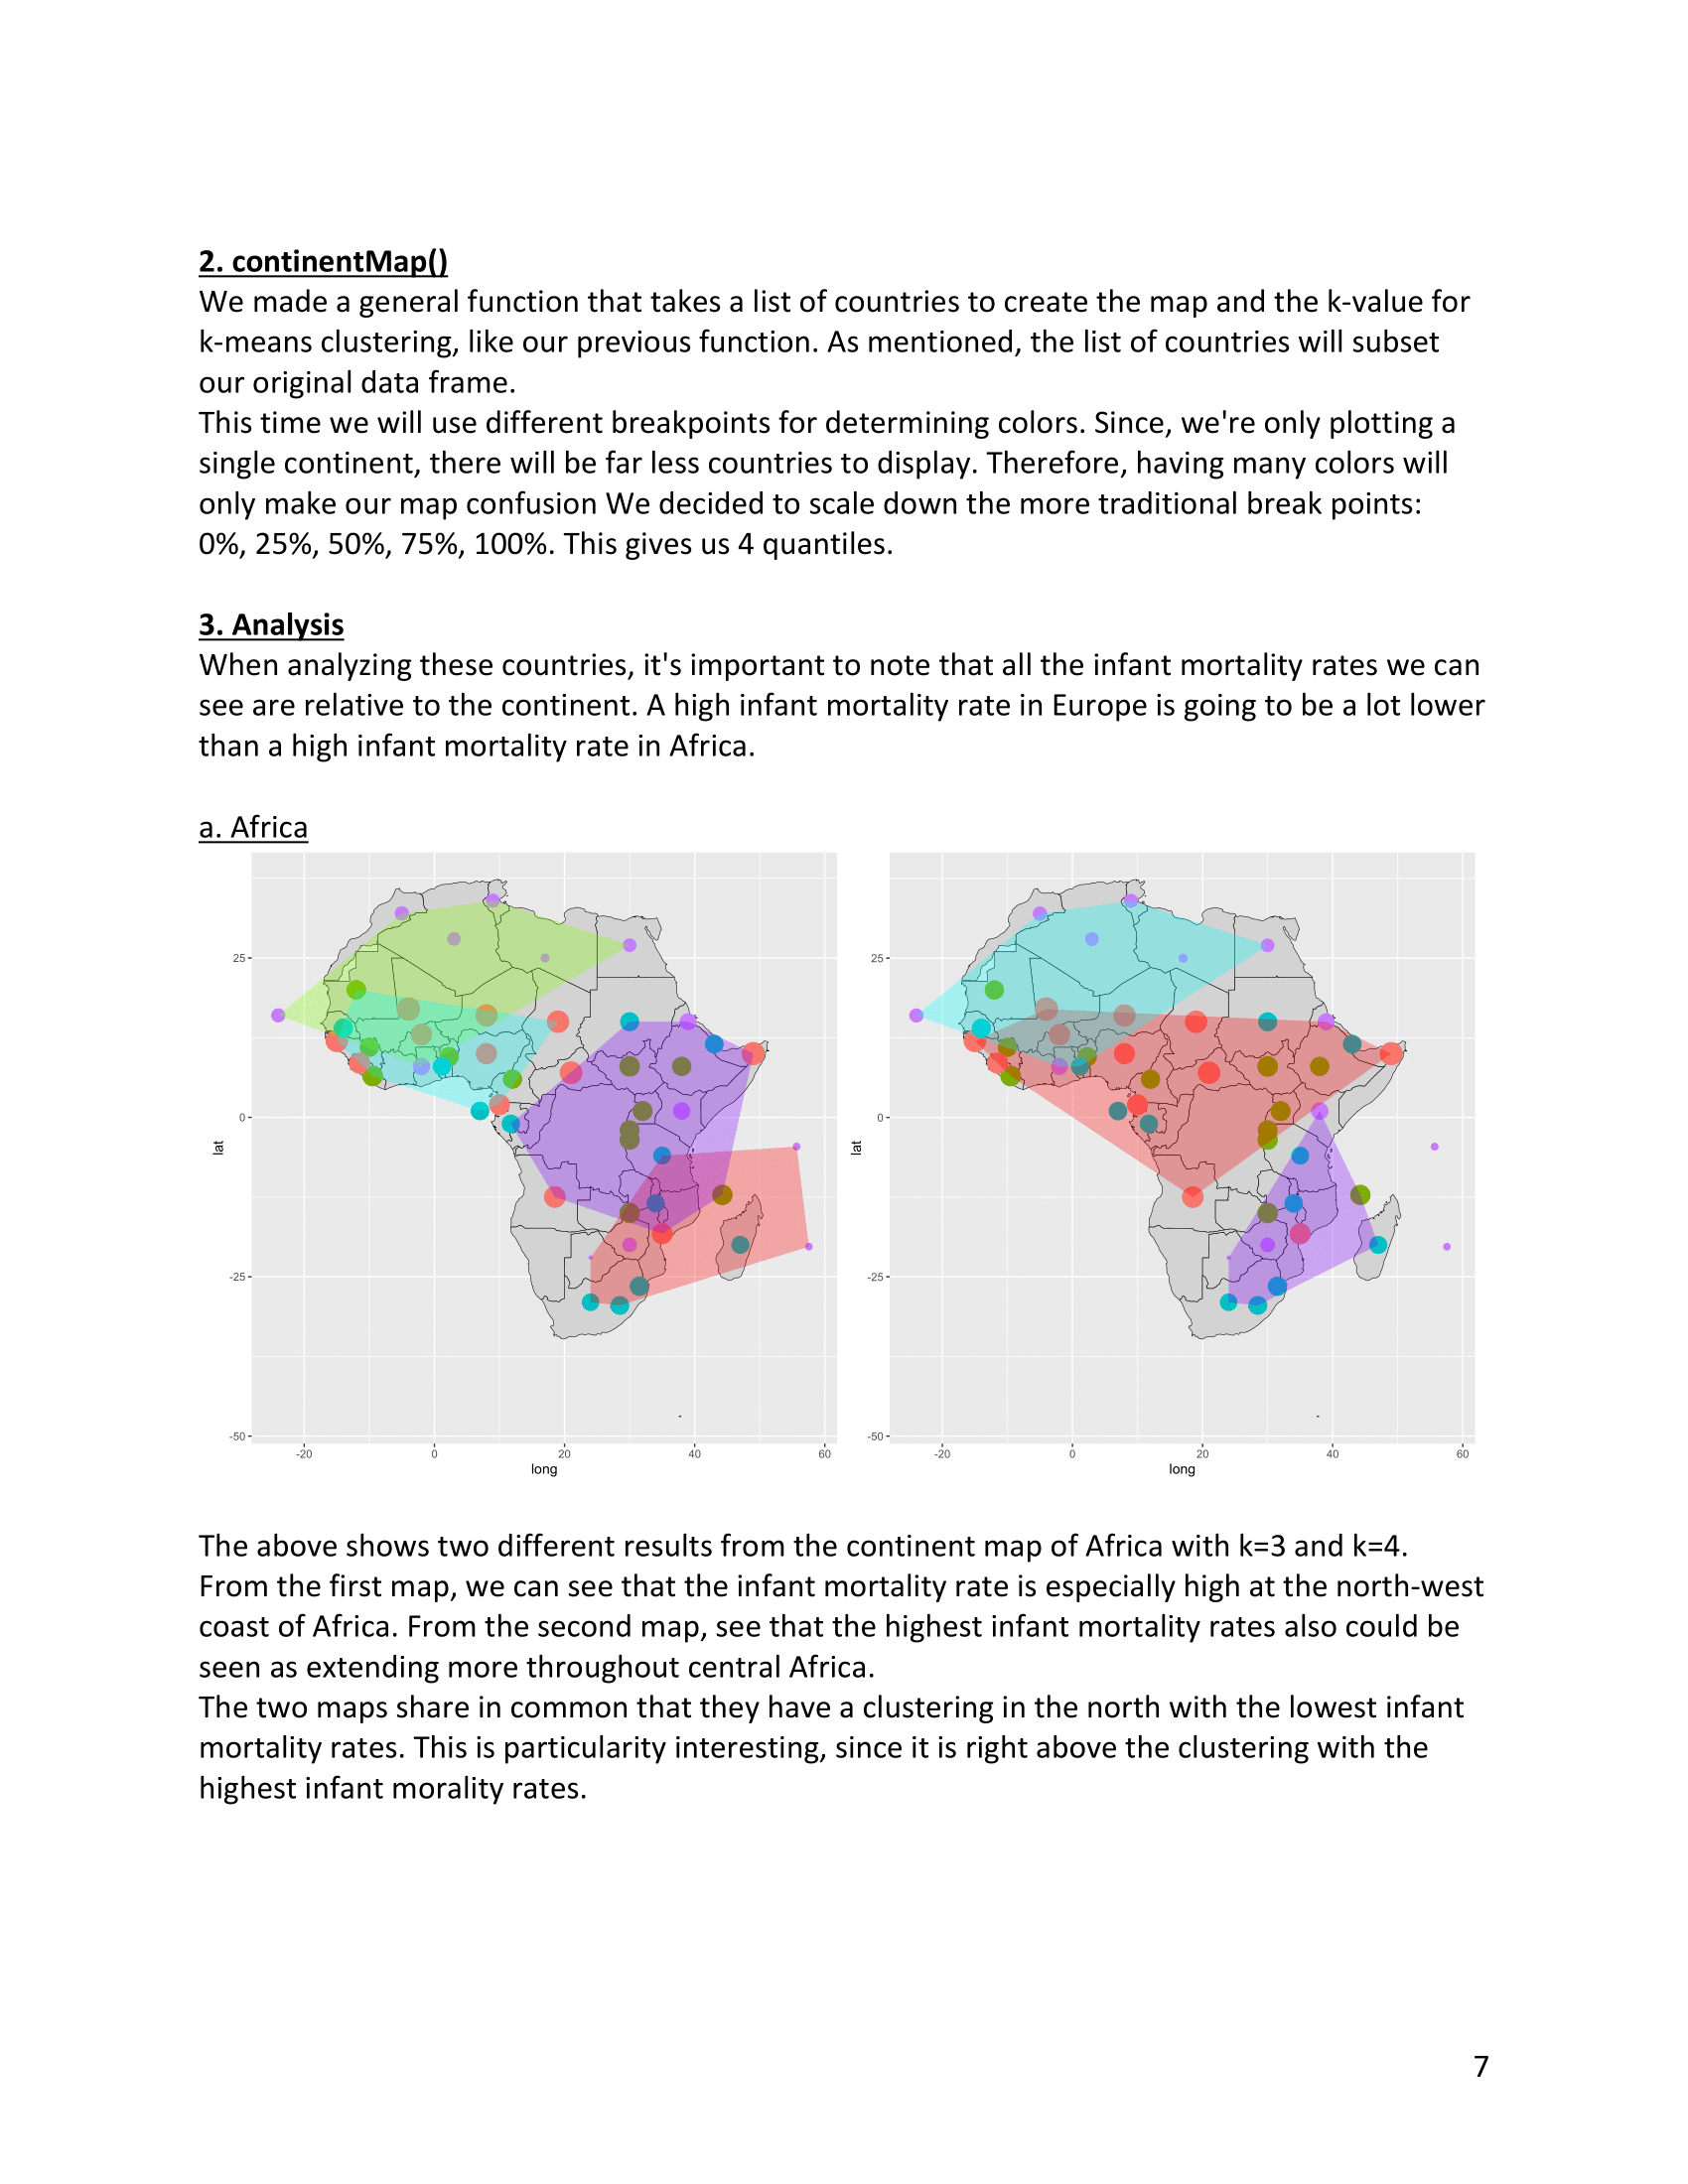 2. continentMap()
We made a general function that takes a list of countries to create the map and the k-value for
k-means clustering, like our previous function. As mentioned, the list of countries will subset
our original data frame.
This time we will use different breakpoints for determining colors. Since, we're only plotting a
single continent, there will be far less countries to display. Therefore, having many colors will
only make our map confusion We decided to scale down the more traditional break points:
0%, 25%, 50%, 75%, 100%. This gives us 4 quantiles.
3. Analysis
When analyzing these countries, it's important to note that all the infant mortality rates we can
see are relative to the continent. A high infant mortality rate in Europe is going to be a lot lower
than a high infant mortality rate in Africa.
a. Africa
25
0
-25
-50
lat
-20 0 20 40 60
long
25
0
-25
-50
lat
-20 0 20 40 60
long
The above shows two different results from the continent map of Africa with k=3 and k=4.
From the first map, we can see that the infant mortality rate is especially high at the north-west
coast of Africa. From the second map, see that the highest infant mortality rates also could be
seen as extending more throughout central Africa.
The two maps share in common that they have a clustering in the north with the lowest infant
mortality rates. This is particularity interesting, since it is right above the clustering with the
highest infant morality rates.
7